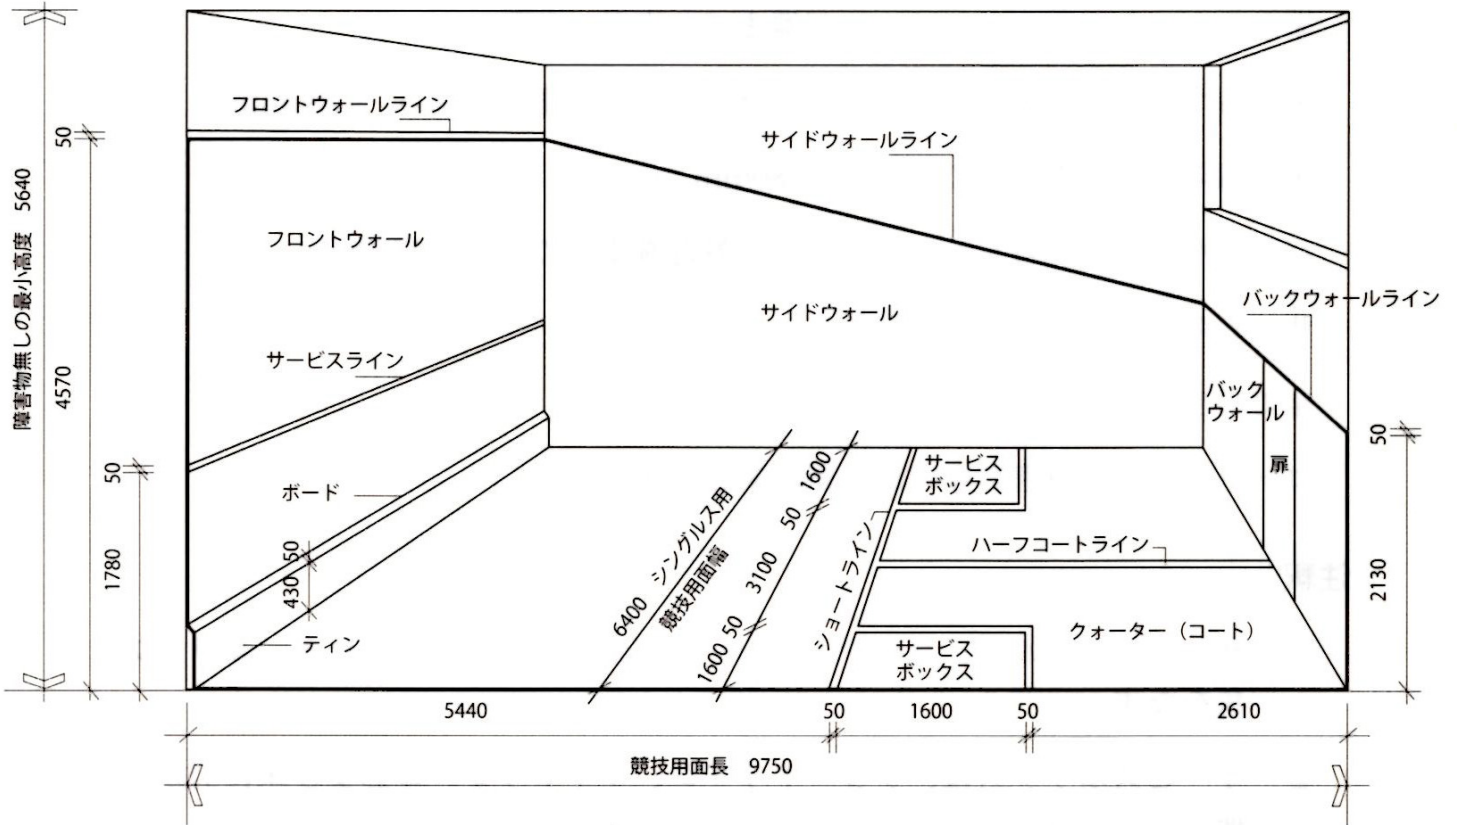 フロントウォールライン
50
サイドウォールライン
障害物無しの最小高度 5640
フロントウォール
バックウォールライン
サイドウォール
サービスライン
4570
バック
ウォール
50
扉
50
ボード
1780
50
430
ティン
6400 シングルス用
競技用面幅
1600
50
3100
50
1600
ショートライン
サービス
ボックス
ハーフコートライン
クォーター（コート）
サービス
ボックス
2130
5440
50
1600
50
2610
競技用面長 9750